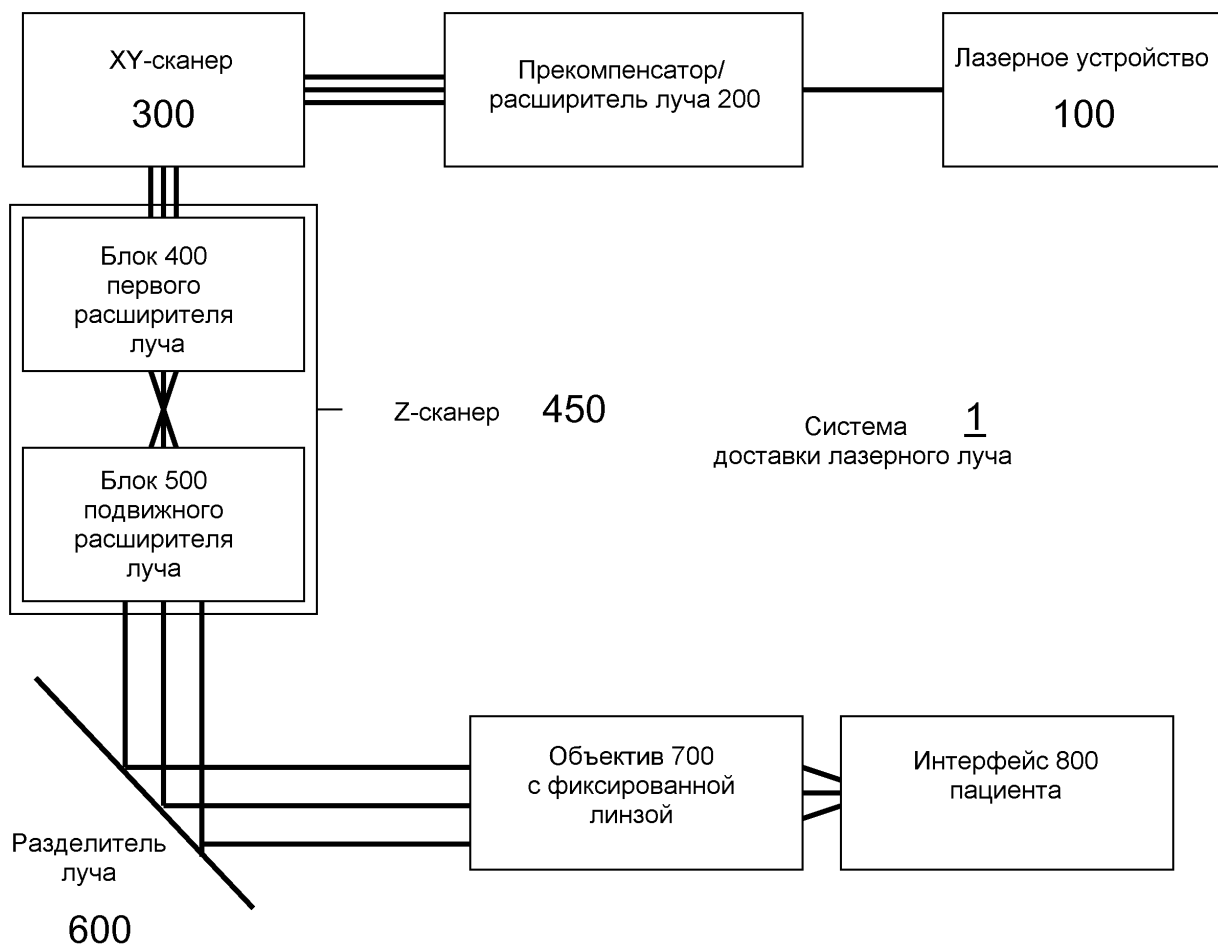 XY-сканер
300
Прекомпенсатор/
расширитель луча 200
Лазерное устройство
100
Блок 400
первого
расширителя
луча
Z-сканер 450
Система 1
доставки лазерного луча
Блок 500
подвижного
расширителя
луча
Объектив 700
с фиксированной
линзой
Интерфейс 800
пациента
Разделитель
луча
600